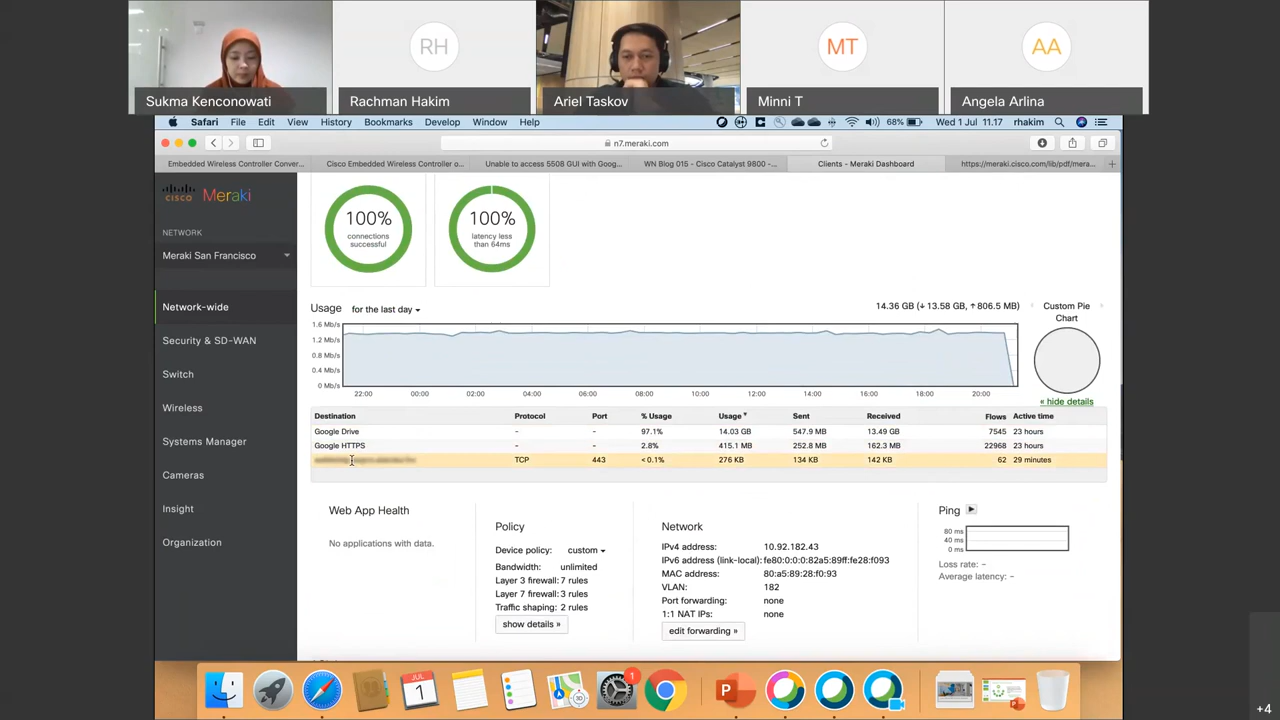 RH
MT
AA
Sukma Kenconowati
Rachman Hakim
Ariel Taskov
Minni T
Angela Arlina
Safari File Edit View History Bookmarks Develop Window Help
68% Wed 1 Jul 11.17 rhakim
n7.meraki.com
Embedded Wireless Controller Conver...
Cisco Embedded Wireless Controller o...
Unable to access 5508 GUI with Goog...
WN Blog 015 – Cisco Catalyst 9800 –...
Clients - Meraki Dashboard
https://meraki.cisco.com/lib/pdf/mera...
CISCO Meraki
NETWORK
Meraki San Francisco
Network-wide
Security & SD-WAN
Switch
Wireless
Systems Manager
Cameras
Insight
Organization
100%
connections
successful
100%
latency less
than 64ms
Usage for the last day
14.36 GB (↓ 13.58 GB, ↑ 806.5 MB)
Custom Pie
Chart
« hide details
1.6 Mb/s
1.2 Mb/s
0.8 Mb/s
0.4 Mb/s
0 Mb/s
22:00 00:00 02:00 04:00 06:00 08:00 10:00 12:00 14:00 16:00 18:00 20:00
Destination Protocol Port % Usage Usage Sent Received Flows Active time
Google Drive - - 97.1% 14.03 GB 547.9 MB 13.49 GB 7545 23 hours
Google HTTPS - - 2.8% 415.1 MB 252.8 MB 162.3 MB 22968 23 hours
TCP 443 < 0.1% 276 KB 134 KB 142 KB 62 29 minutes
Web App Health
No applications with data.
Policy
Device policy: custom
Bandwidth: unlimited
Layer 3 firewall: 7 rules
Layer 7 firewall: 3 rules
Traffic shaping: 2 rules
show details »
Network
IPv4 address: 10.92.182.43
IPv6 address (link-local): fe80:0:0:0:82a5:89ff:fe28:f093
MAC address: 80:a5:89:28:f0:93
VLAN: 182
Port forwarding: none
1:1 NAT IPs: none
edit forwarding »
Ping
80 ms
40 ms
0 ms
Loss rate: –
Average latency: –
JUL
1
30
1
P
+4